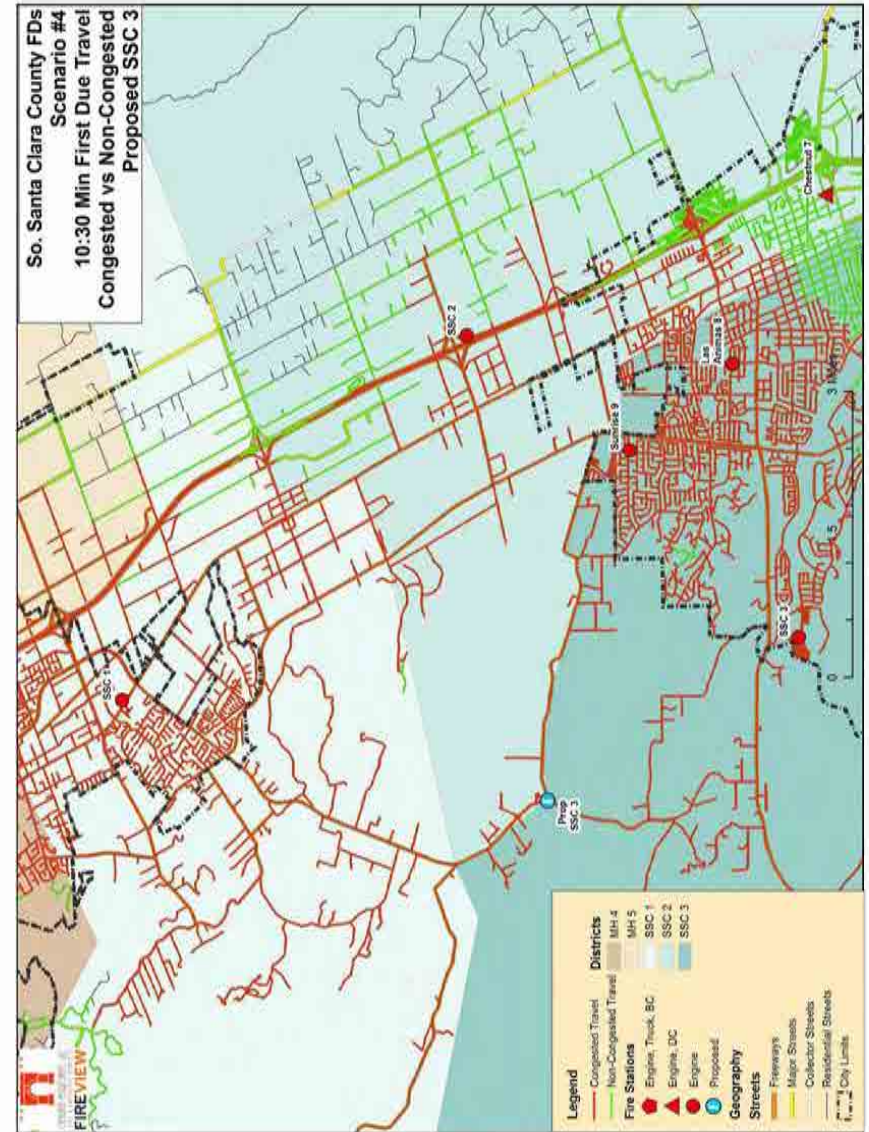 So. Santa Clara County FDs
Scenario #4
10:30 Min First Due Travel
Congested vs Non-Congested
Proposed SSC 3
SSC 1
SSC 2
Sunrise 9
Las
Animas 8
Chestnut 7
SSC 3
Prop
SSC 3
0
1.5
3
FIREVIEW
Legend
Congested Travel
Non-Congested Travel
Fire Stations
Engine, Truck, BC
Engine, DC
Engine
Proposed
Geography
Streets
Freeways
Major Streets
Collector Streets
Residential Streets
City Limits
Districts
MH 4
MH 5
SSC 1
SSC 2
SSC 3